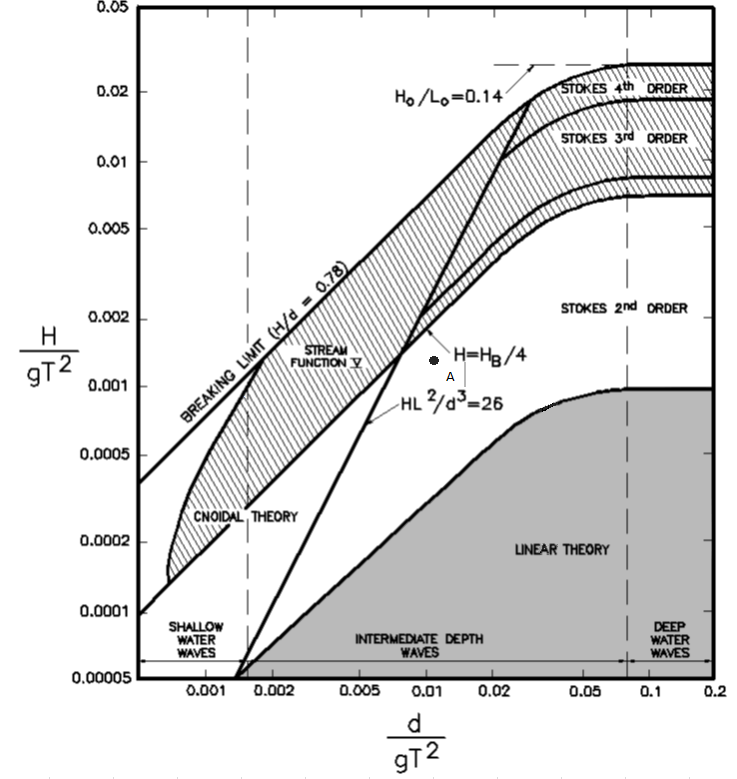 0.05
0.02
0.01
0.005
0.002
0.001
0.0005
0.0002
0.0001
0.00005
H
gT²
Hₒ/Lₒ=0.14
STOKES 4th ORDER
STOKES 3rd ORDER
BREAKING LIMIT (H/d = 0.78)
STOKES 2nd ORDER
STREAM
FUNCTION V
H=H_B/4
A
HL²/d³=26
CNOIDAL THEORY
LINEAR THEORY
SHALLOW
WATER
WAVES
INTERMEDIATE DEPTH
WAVES
DEEP
WATER
WAVES
0.001 0.002 0.005 0.01 0.02 0.05 0.1 0.2
d
gT²